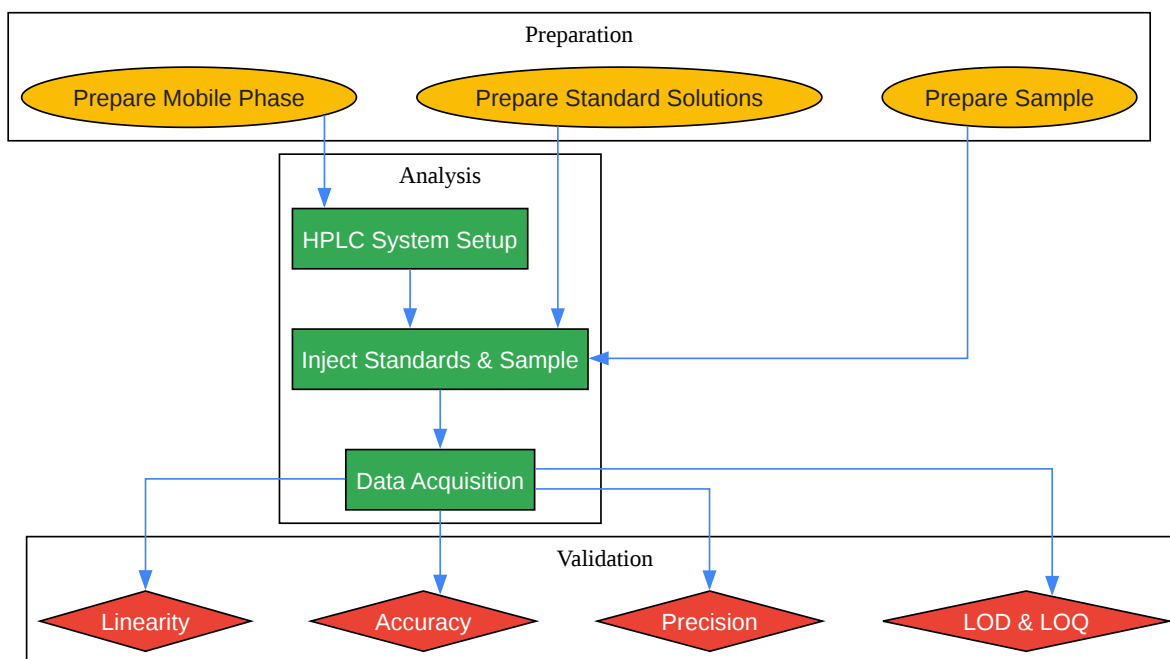 Preparation
Prepare Mobile Phase
Prepare Standard Solutions
Prepare Sample
Analysis
HPLC System Setup
Inject Standards & Sample
Data Acquisition
Validation
Linearity
Accuracy
Precision
LOD & LOQ